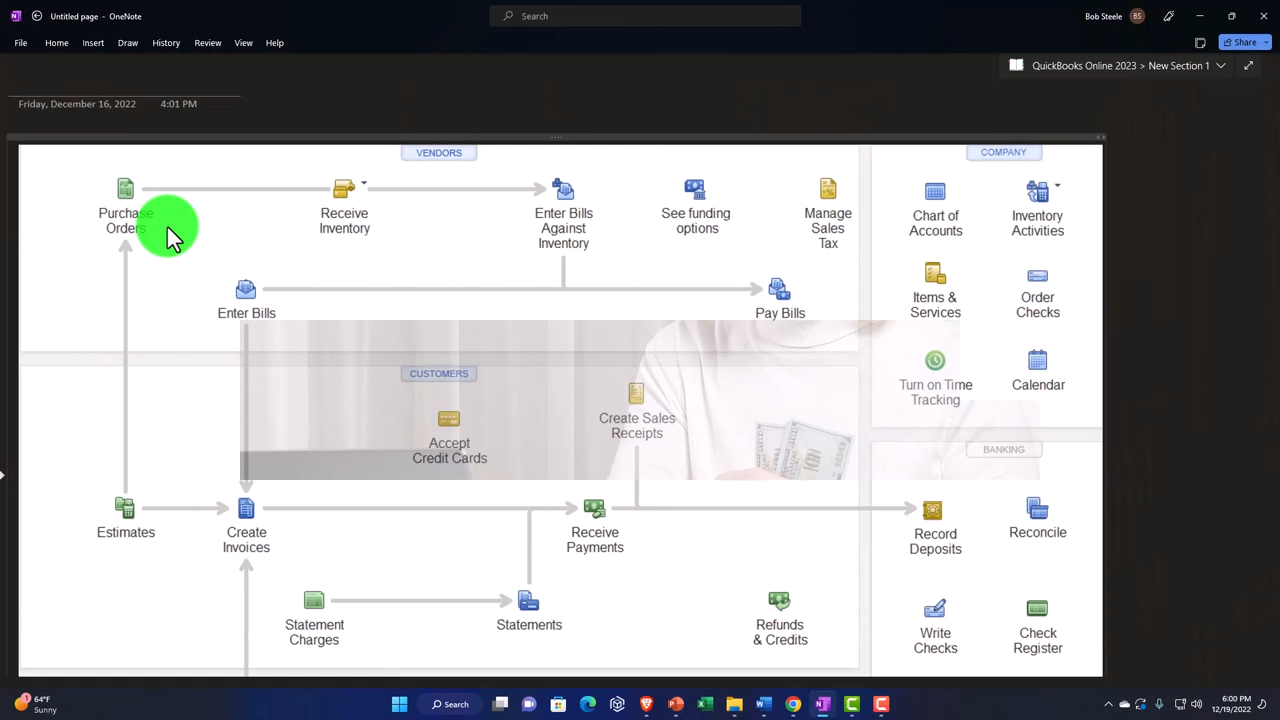 Untitled page - OneNote
Search
Bob Steele
BS
File Home Insert Draw History Review View Help
Share
QuickBooks Online 2023 > New Section 1
Friday, December 16, 2022 4:01 PM
VENDORS
COMPANY
Purchase
Orders
Receive
Inventory
Enter Bills
Against
Inventory
See funding
options
Manage
Sales
Tax
Chart of
Accounts
Inventory
Activities
Enter Bills
Pay Bills
Items &
Services
Order
Checks
CUSTOMERS
Accept
Credit Cards
Create Sales
Receipts
Turn on Time
Tracking
Calendar
BANKING
Estimates
Create
Invoices
Receive
Payments
Record
Deposits
Reconcile
Statement
Charges
Statements
Refunds
& Credits
Write
Checks
Check
Register
64°F
Sunny
Search
6:00 PM
12/19/2022